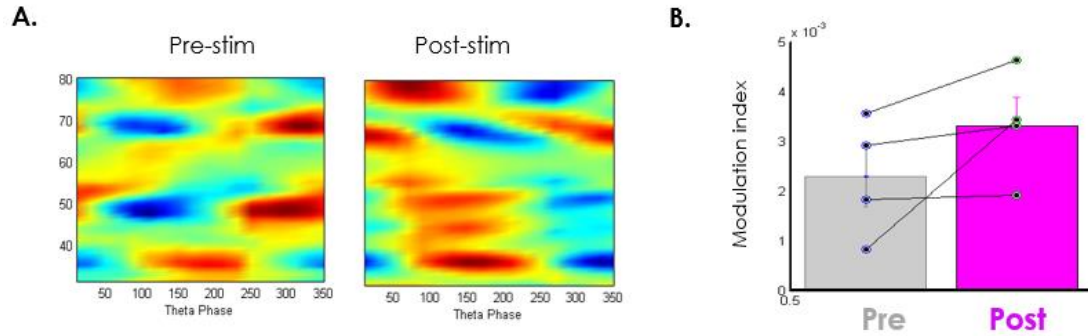 A.
Pre-stim
Post-stim
80
70
60
50
40
50 100 150 200 250 300 350
Theta Phase
50 100 150 200 250 300 350
Theta Phase
B.
x 10⁻³
5
4
3
2
1
0
0.5
Modulation index
Pre
Post